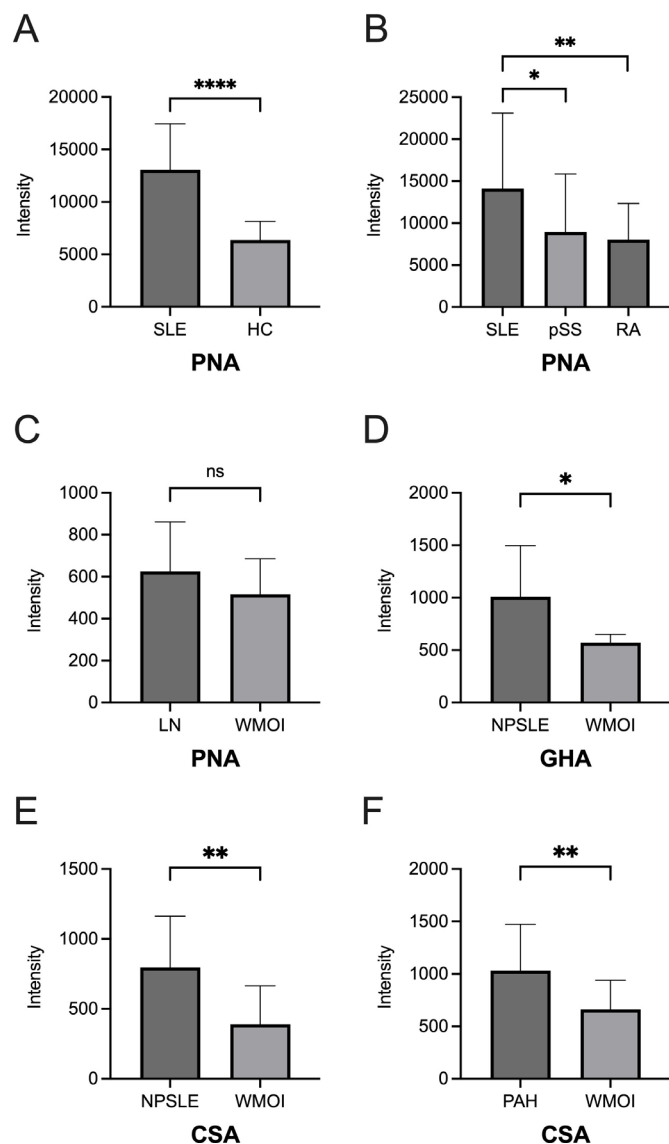 A
****
20000
15000
10000
5000
0
Intensity
SLE HC
PNA
B
**
*
25000
20000
15000
10000
5000
0
Intensity
SLE pSS RA
PNA
C
ns
1000
800
600
400
200
0
Intensity
LN WMOI
PNA
D
*
2000
1500
1000
500
0
Intensity
NPSLE WMOI
GHA
E
**
1500
1000
500
0
Intensity
NPSLE WMOI
CSA
F
**
2000
1500
1000
500
0
Intensity
PAH WMOI
CSA